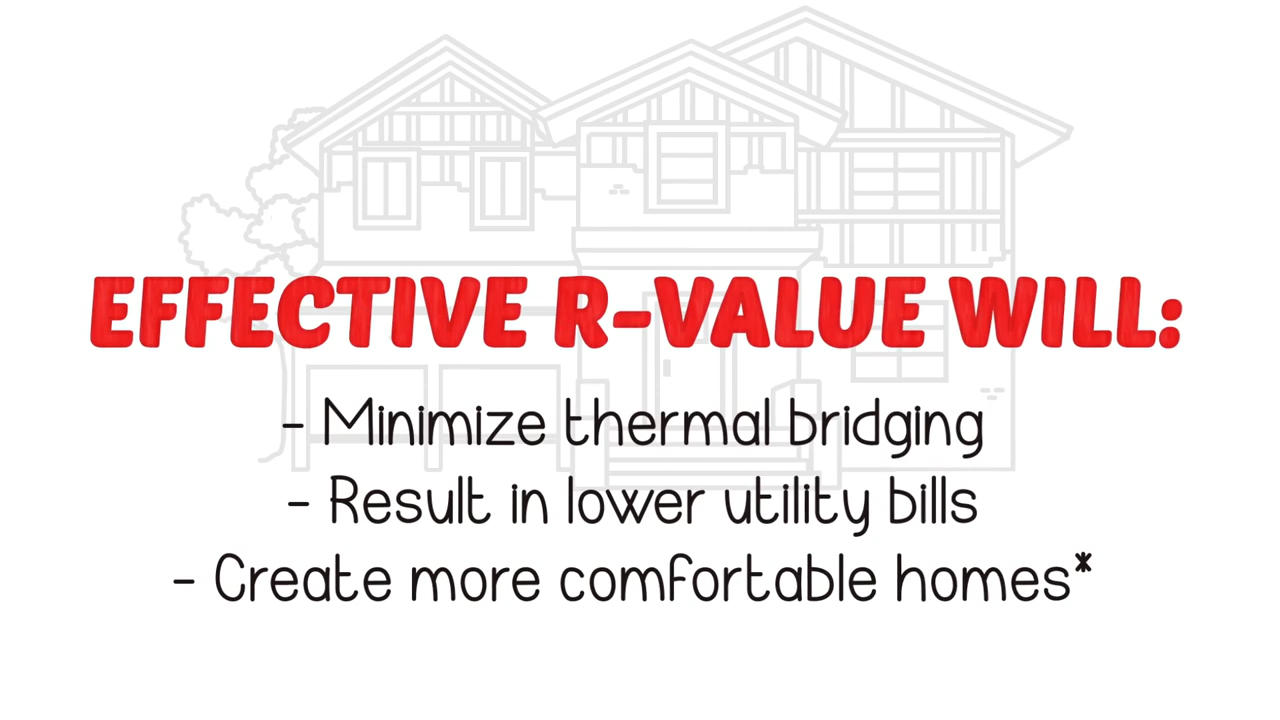 EFFECTIVE R-VALUE WILL:
- Minimize thermal bridging
- Result in lower utility bills
- Create more comfortable homes*